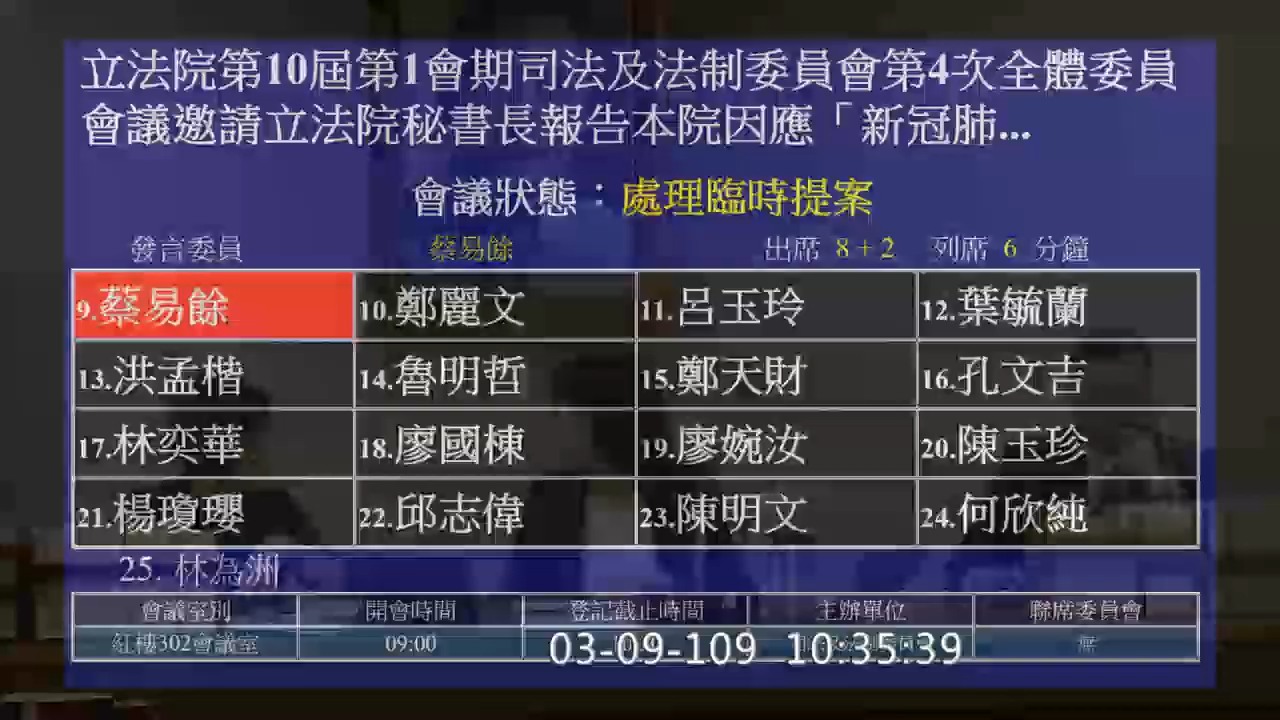 立法院第10屆第1會期司法及法制委員會第4次全體委員
會議邀請立法院秘書長報告本院因應「新冠肺...
會議狀態：處理臨時提案
發言委員 蔡易餘 出席 8+2 列席 6 分鐘
9.蔡易餘 10.鄭麗文 11.呂玉玲 12.葉毓蘭
13.洪孟楷 14.魯明哲 15.鄭天財 16.孔文吉
17.林奕華 18.廖國棟 19.廖婉汝 20.陳玉珍
21.楊瓊瓔 22.邱志偉 23.陳明文 24.何欣純
25. 林為洲
會議室別 開會時間 登記截止時間 主辦單位 聯席委員會
紅樓302會議室 09:00 無
03-09-109 10:35:39